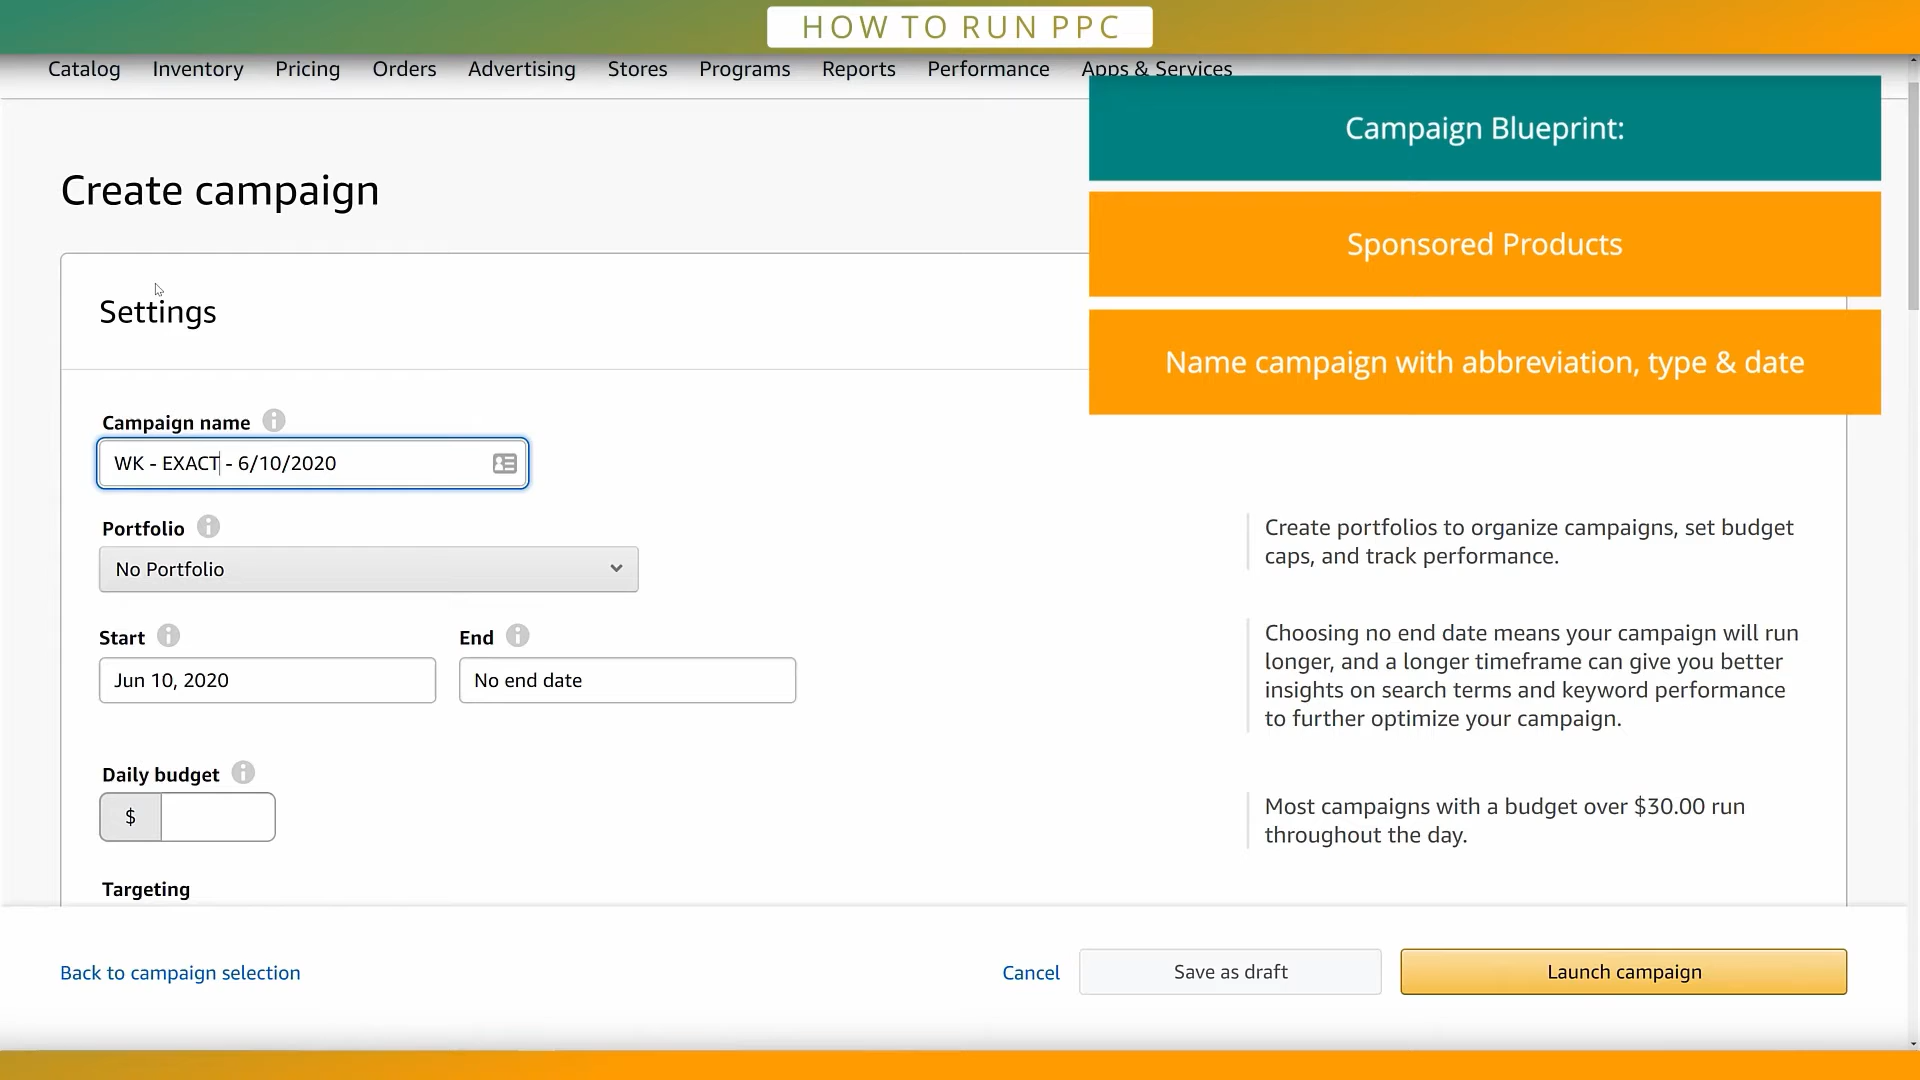 HOW TO RUN PPC
Catalog Inventory Pricing Orders Advertising Stores Programs Reports Performance Apps & Services
Campaign Blueprint:
Create campaign
Sponsored Products
Settings
Name campaign with abbreviation, type & date
Campaign name
WK - EXACT - 6/10/2020
Portfolio
No Portfolio
Create portfolios to organize campaigns, set budget
caps, and track performance.
Start End
Jun 10, 2020 No end date
Choosing no end date means your campaign will run
longer, and a longer timeframe can give you better
insights on search terms and keyword performance
to further optimize your campaign.
Daily budget
$
Most campaigns with a budget over $30.00 run
throughout the day.
Targeting
Back to campaign selection Cancel Save as draft Launch campaign